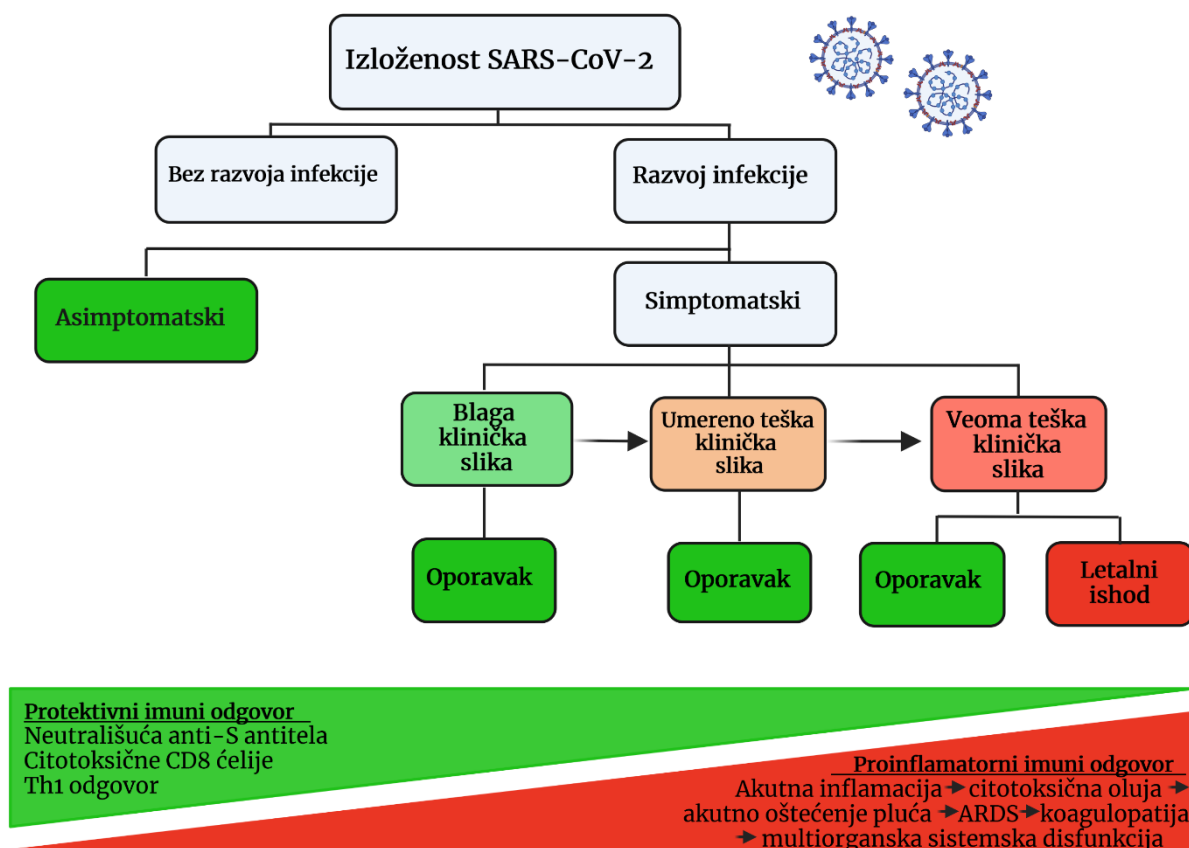 Izloženost SARS-CoV-2
Bez razvoja infekcije
Razvoj infekcije
Asimptomatski
Simptomatski
Blaga
klinička
slika
Umereno teška
klinička
slika
Veoma teška
klinička
slika
Oporavak
Oporavak
Oporavak
Letalni
ishod
Protektivni imuni odgovor
Neutrališuća anti-S antitela
Citotoksične CD8 ćelije
Th1 odgovor
Proinflamatorni imuni odgovor
Akutna inflamacija → citotoksična oluja →
akutno oštećenje pluća → ARDS → koagulopatija
→ multiorganska sistemska disfunkcija